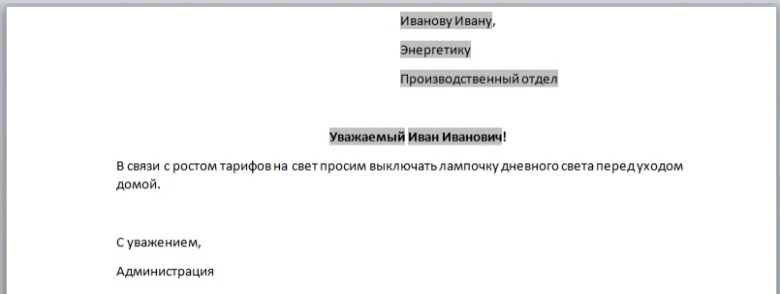 Иванову Ивану,
Энергетику
Производственный отдел
Уважаемый Иван Иванович!
В связи с ростом тарифов на свет просим выключать лампочку дневного света перед уходом
домой.
С уважением,
Администрация